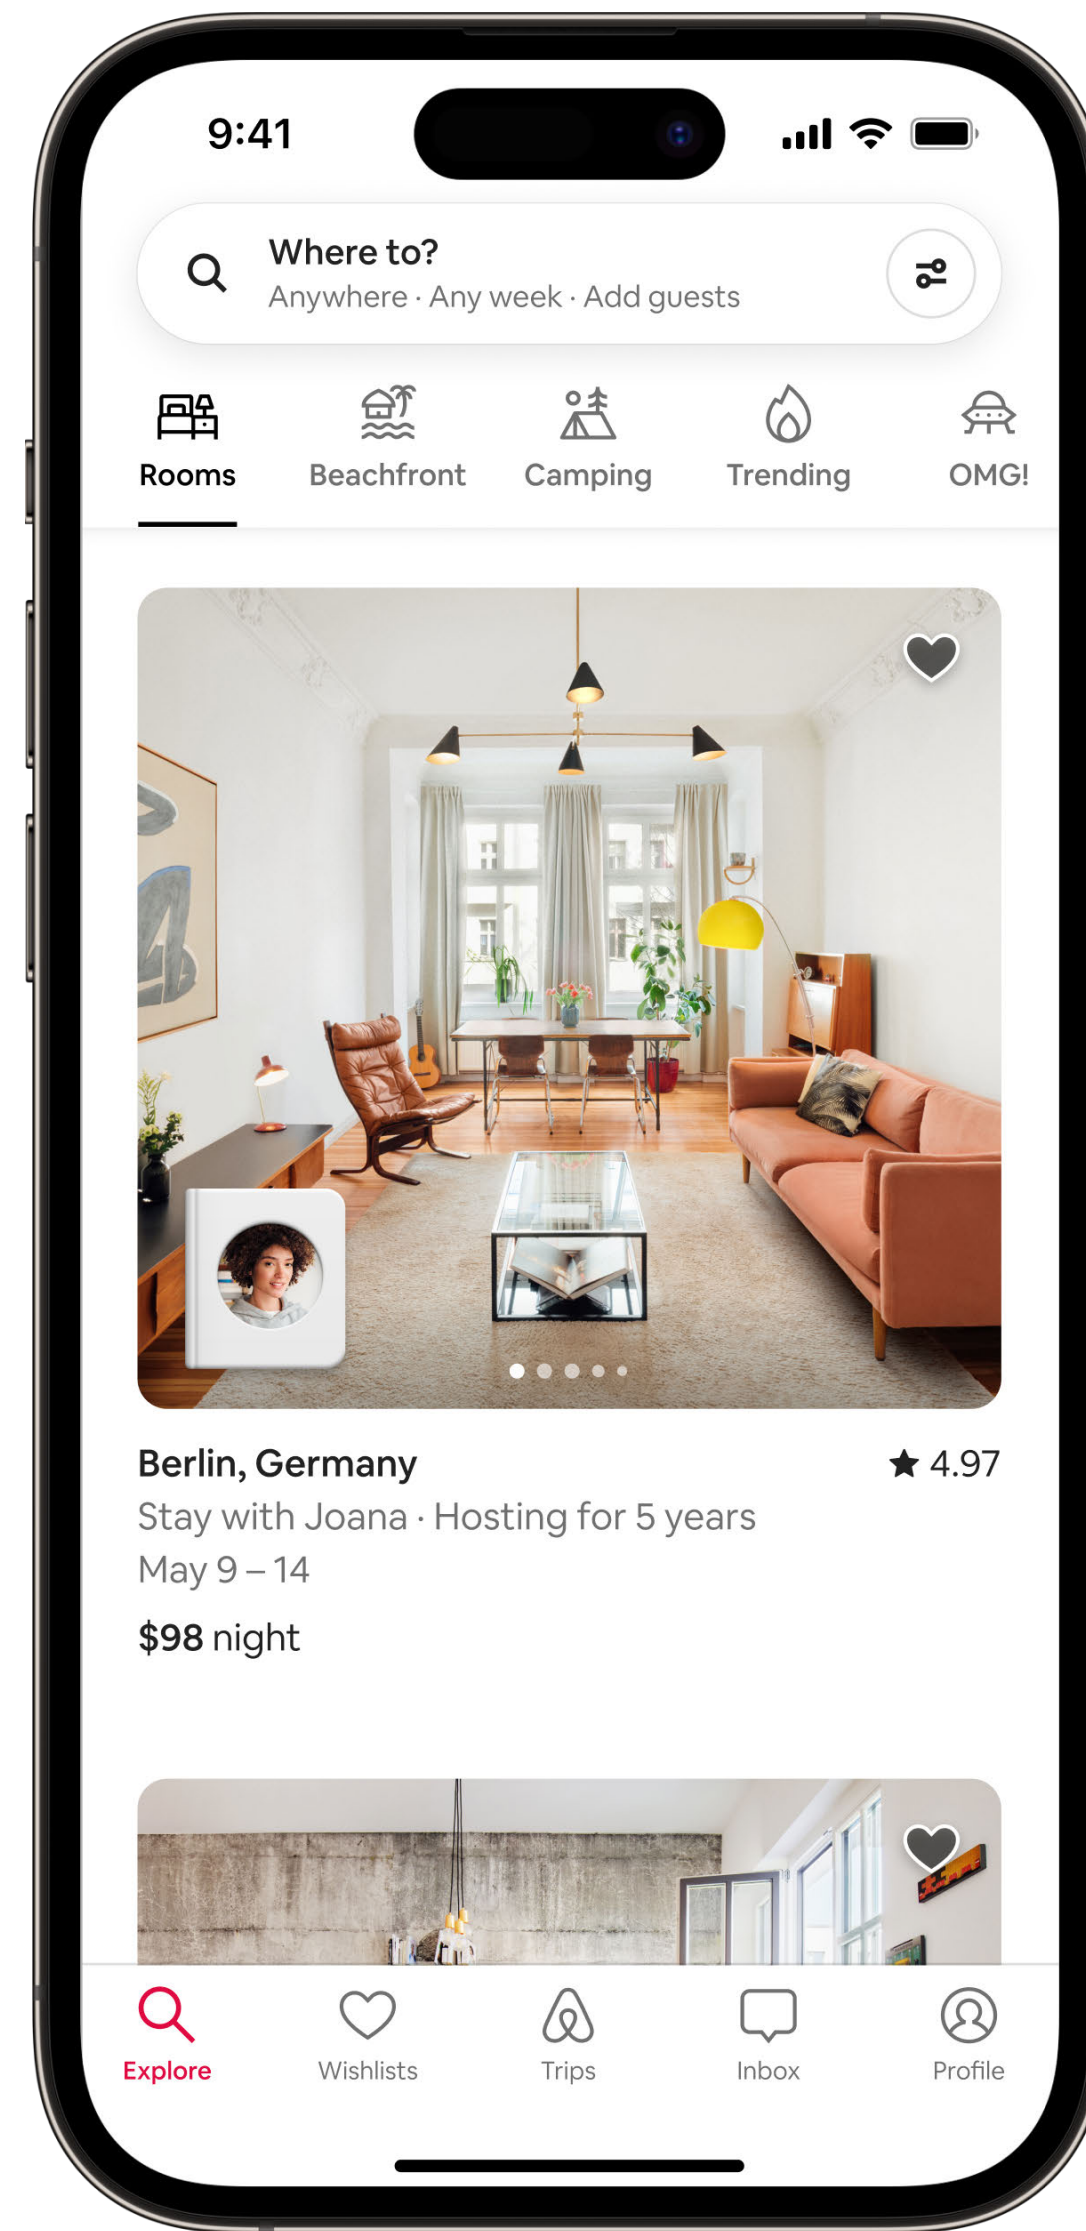 9:41
Where to?
Anywhere · Any week · Add guests
Rooms
Beachfront
Camping
Trending
OMG!
Berlin, Germany
★ 4.97
Stay with Joana · Hosting for 5 years
May 9 – 14
$98 night
Explore
Wishlists
Trips
Inbox
Profile